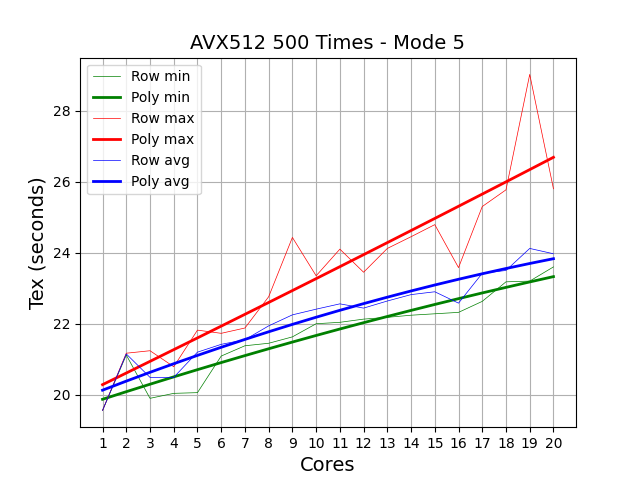 AVX512 500 Times - Mode 5
Row min
Poly min
Row max
Poly max
Row avg
Poly avg
Tex (seconds)
28
26
24
22
20
1 2 3 4 5 6 7 8 9 10 11 12 13 14 15 16 17 18 19 20
Cores